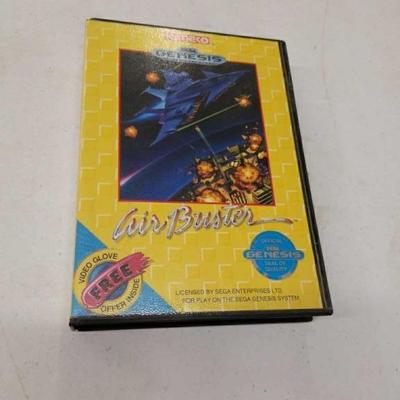 namco
SEGA
GENESIS
Air Buster
VIDEO GLOVE
FREE
OFFER INSIDE
OFFICIAL
SEGA
GENESIS
SEAL OF
QUALITY
LICENSED BY SEGA ENTERPRISES LTD.
FOR PLAY ON THE SEGA GENESIS SYSTEM.